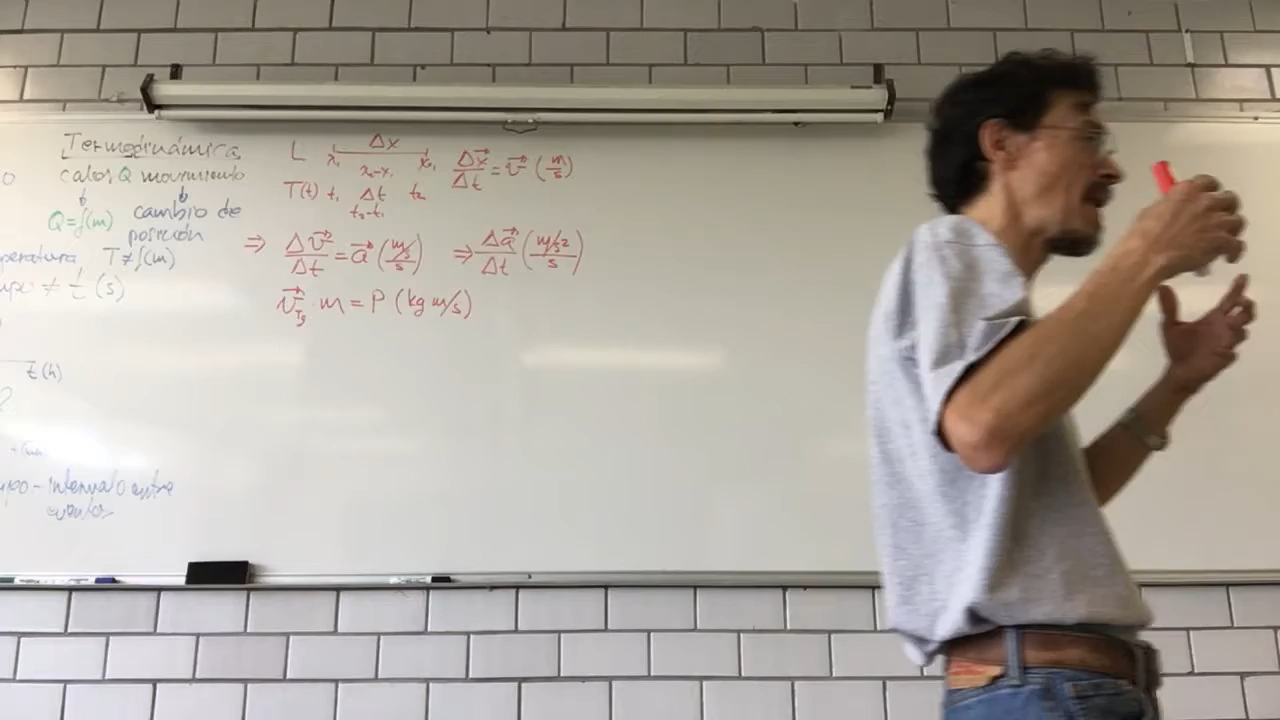 Termodinámica
calor Q movimiento
Q=f(m) cambio de
posición
peratura T≠f(m)
mpo ≠ t (s)
t(h)
mpo.- intervalo entre
eventos
L x₁ Δx x₂
x₂-x₁
Δx⃗/Δt = v⃗ (m/s)
T(t) t₁ Δt t₂
t₂-t₁
⇒ Δv⃗/Δt = a⃗ (m/s/s) ⇒ Δa⃗/Δt (m/s²/s)
v⃗ · m = P (kg m/s)